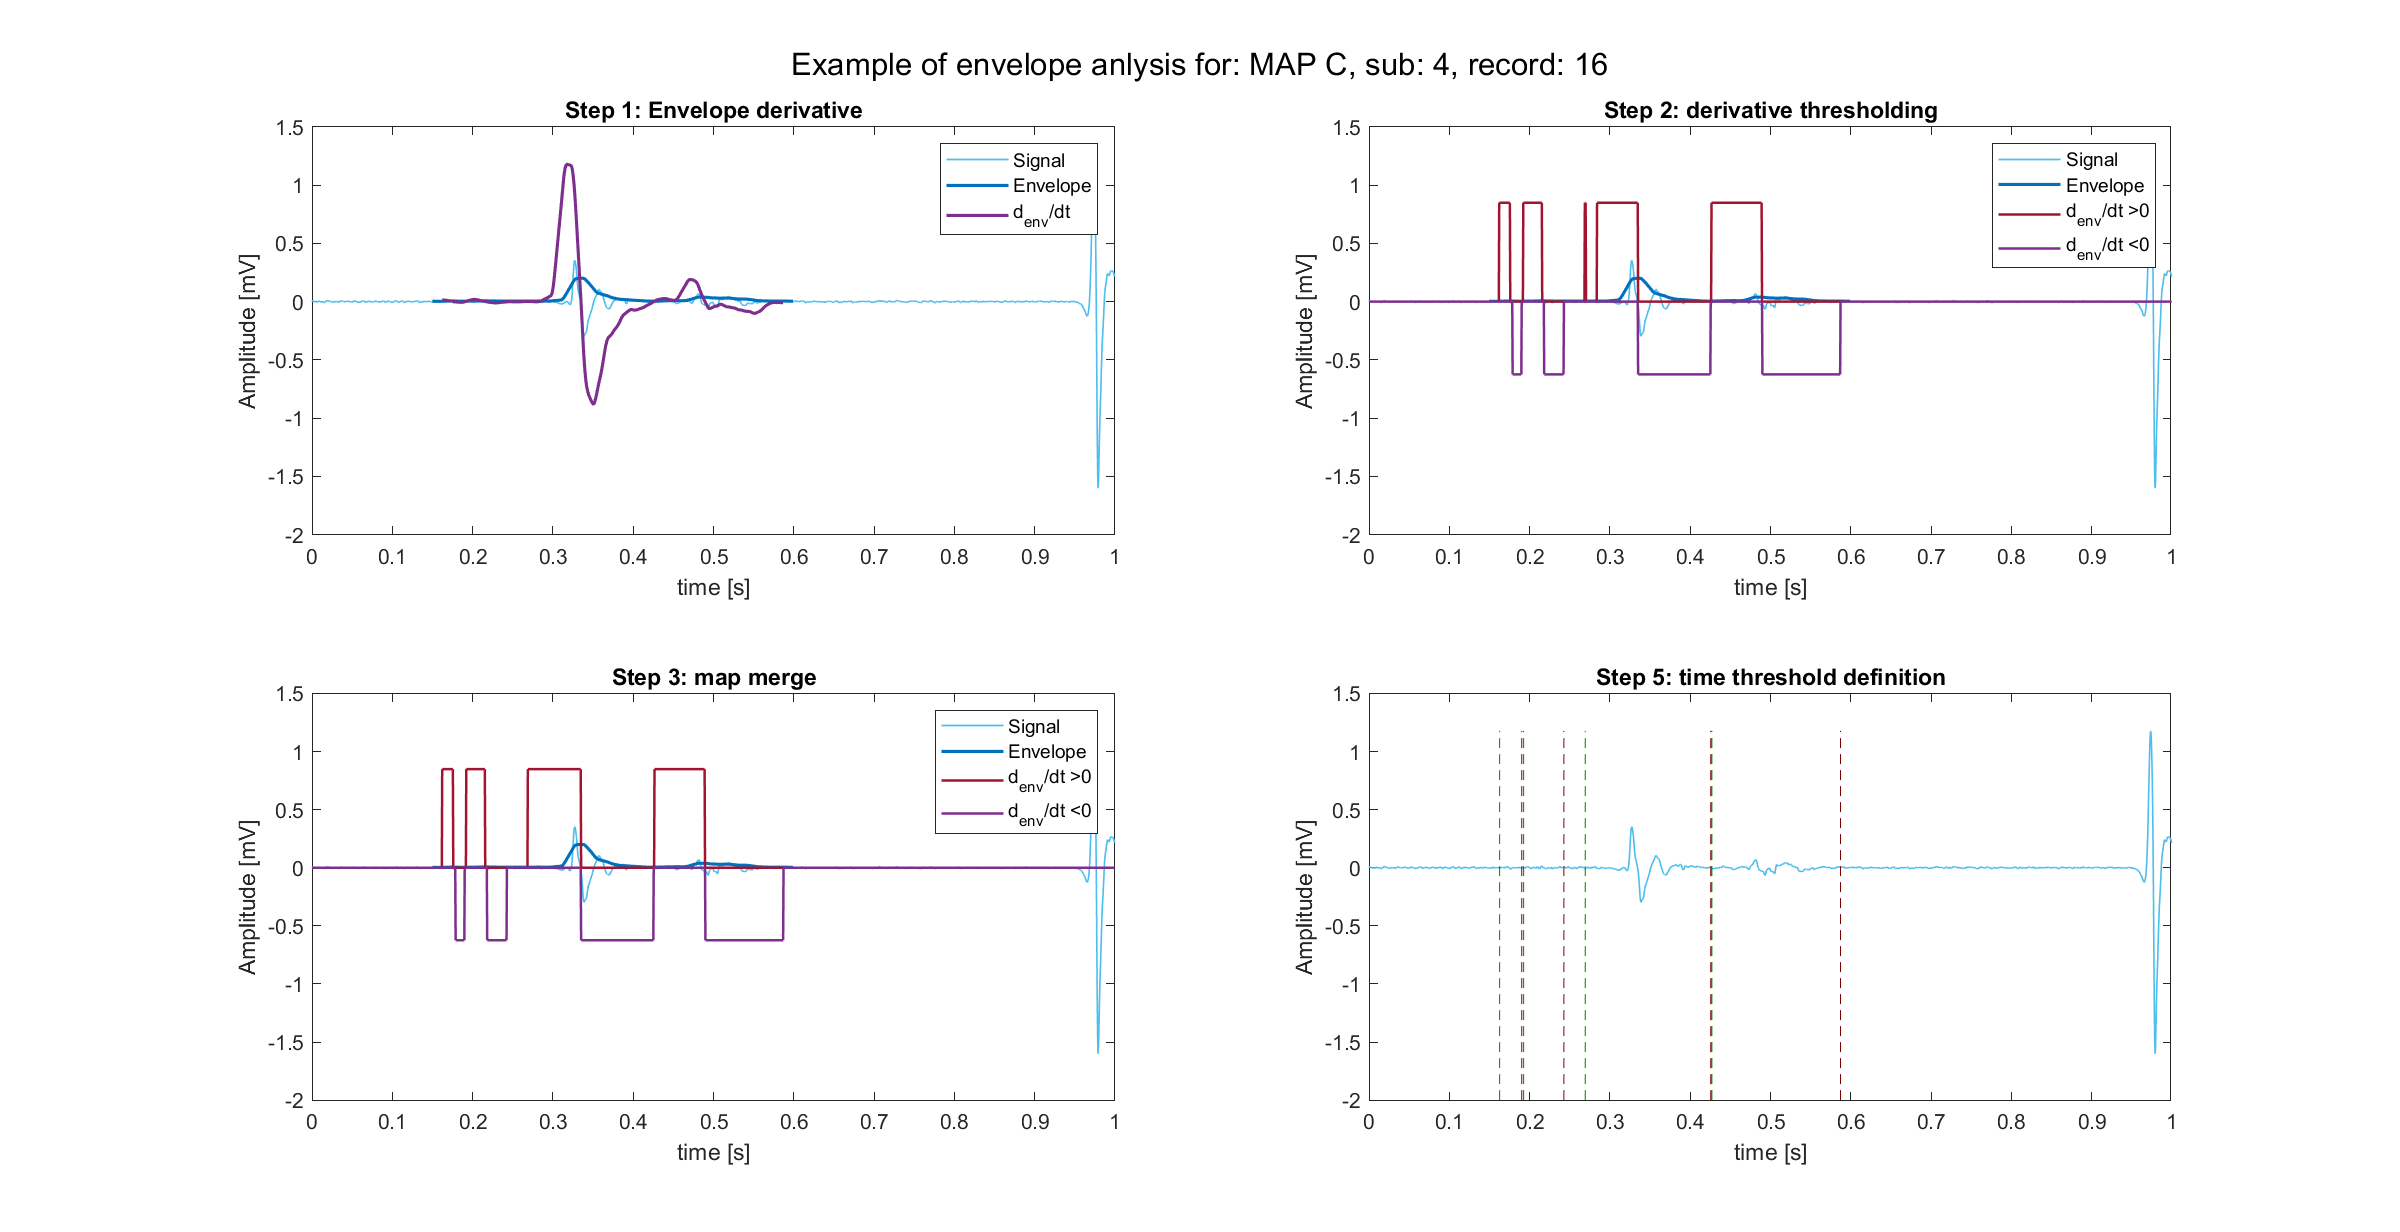 Example of envelope anlysis for: MAP C, sub: 4, record: 16
Step 1: Envelope derivative
1.5
1
0.5
0
-0.5
-1
-1.5
-2
Amplitude [mV]
0 0.1 0.2 0.3 0.4 0.5 0.6 0.7 0.8 0.9 1
time [s]
Signal
Envelope
d_env/dt
Step 2: derivative thresholding
1.5
1
0.5
0
-0.5
-1
-1.5
-2
Amplitude [mV]
0 0.1 0.2 0.3 0.4 0.5 0.6 0.7 0.8 0.9 1
time [s]
Signal
Envelope
d_env/dt >0
d_env/dt <0
Step 3: map merge
1.5
1
0.5
0
-0.5
-1
-1.5
-2
Amplitude [mV]
0 0.1 0.2 0.3 0.4 0.5 0.6 0.7 0.8 0.9 1
time [s]
Signal
Envelope
d_env/dt >0
d_env/dt <0
Step 5: time threshold definition
1.5
1
0.5
0
-0.5
-1
-1.5
-2
Amplitude [mV]
0 0.1 0.2 0.3 0.4 0.5 0.6 0.7 0.8 0.9 1
time [s]